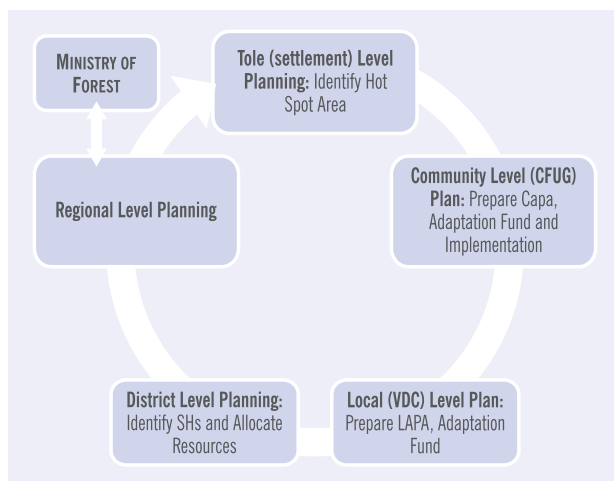 MINISTRY OF
FOREST
Tole (settlement) Level
Planning: Identify Hot
Spot Area
Regional Level Planning
Community Level (CFUG)
Plan: Prepare Capa,
Adaptation Fund and
Implementation
District Level Planning:
Identify SHs and Allocate
Resources
Local (VDC) Level Plan:
Prepare LAPA, Adaptation
Fund